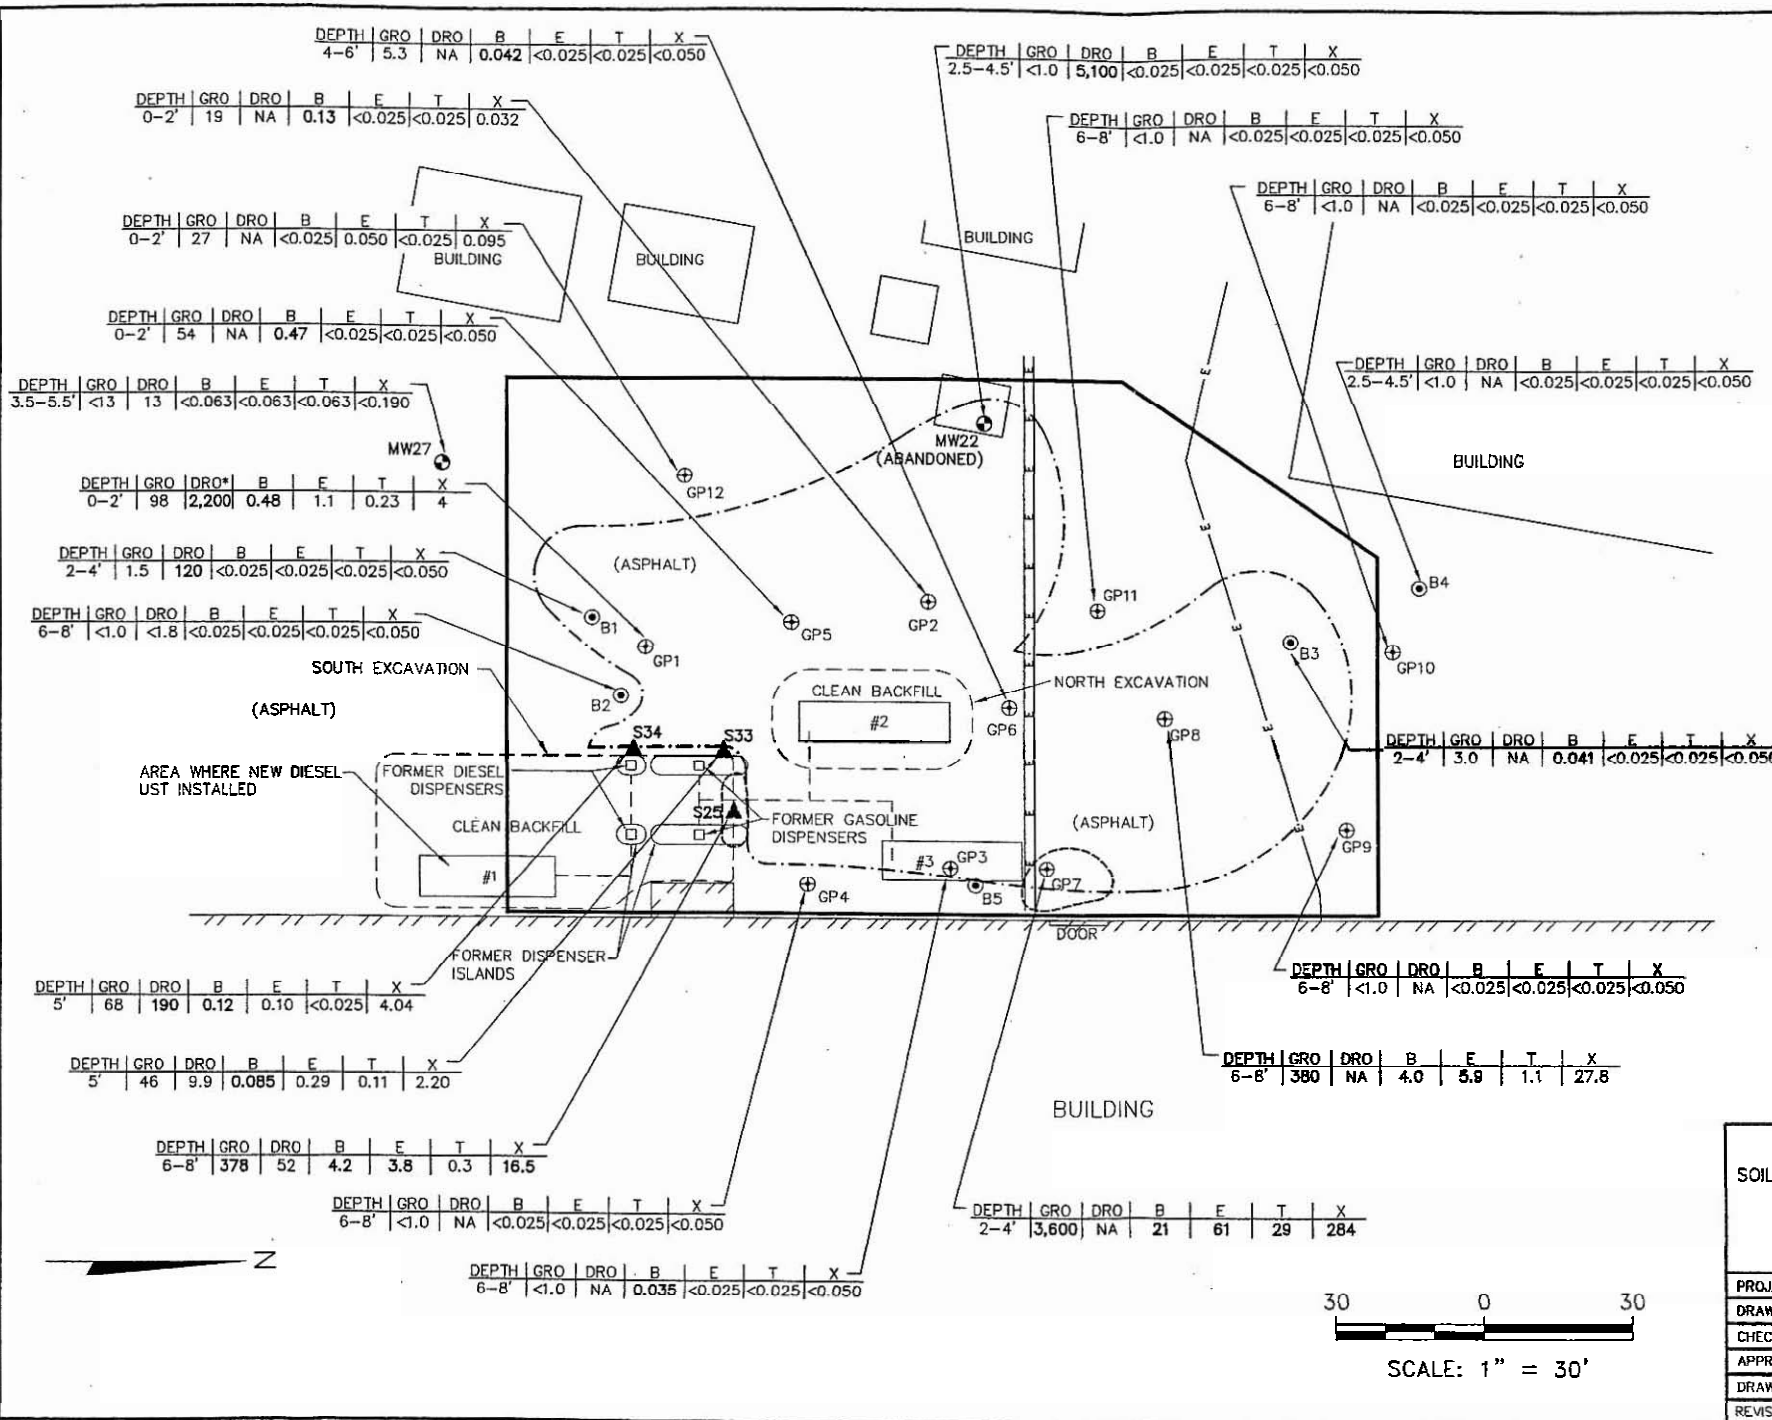 DEPTH GRO DRO B E T X
4-6' 5.3 NA 0.042 <0.025 <0.025 <0.050
DEPTH GRO DRO B E T X
2.5-4.5' <1.0 5,100 <0.025 <0.025 <0.025 <0.050
DEPTH GRO DRO B E T X
0-2' 19 NA 0.13 <0.025 <0.025 0.032
DEPTH GRO DRO B E T X
6-8' <1.0 NA <0.025 <0.025 <0.025 <0.050
DEPTH GRO DRO B E T X
6-8' <1.0 NA <0.025 <0.025 <0.025 <0.050
DEPTH GRO DRO B E T X
0-2' 27 NA <0.025 0.050 <0.025 0.095
BUILDING
BUILDING
BUILDING
DEPTH GRO DRO B E T X
0-2' 54 NA 0.47 <0.025 <0.025 <0.050
DEPTH GRO DRO B E T X
2.5-4.5' <1.0 NA <0.025 <0.025 <0.025 <0.050
DEPTH GRO DRO B E T X
3.5-5.5' <13 13 <0.063 <0.063 <0.063 <0.190
MW27
MW22
(ABANDONED)
BUILDING
DEPTH GRO DRO* B E T X
0-2' 98 2,200 0.48 1.1 0.23 4
GP12
E
E
E
E
E
DEPTH GRO DRO B E T X
2-4' 1.5 120 <0.025 <0.025 <0.025 <0.050
(ASPHALT)
B4
GP11
DEPTH GRO DRO B E T X
6-8' <1.0 <1.8 <0.025 <0.025 <0.025 <0.050
B1
GP5
GP2
GP1
B3
GP10
SOUTH EXCAVATION
(ASPHALT)
B2
CLEAN BACKFILL
#2
NORTH EXCAVATION
GP6
GP8
S34
S33
DEPTH GRO DRO B E T X
2-4' 3.0 NA 0.041 <0.025 <0.025 <0.050
AREA WHERE NEW DIESEL
UST INSTALLED
FORMER DIESEL
DISPENSERS
S25
FORMER GASOLINE
DISPENSERS
(ASPHALT)
CLEAN BACKFILL
#1
#3
GP3
GP7
GP9
GP4
B5
DOOR
FORMER DISPENSER
ISLANDS
DEPTH GRO DRO B E T X
6-8' <1.0 NA <0.025 <0.025 <0.025 <0.050
DEPTH GRO DRO B E T X
5' 68 190 0.12 0.10 <0.025 4.04
DEPTH GRO DRO B E T X
5' 46 9.9 0.085 0.29 0.11 2.20
DEPTH GRO DRO B E T X
6-8' 380 NA 4.0 5.9 1.1 27.8
BUILDING
DEPTH GRO DRO B E T X
6-8' 378 52 4.2 3.8 0.3 16.5
SOIL
DEPTH GRO DRO B E T X
6-8' <1.0 NA <0.025 <0.025 <0.025 <0.050
DEPTH GRO DRO B E T X
2-4' 3,600 NA 21 61 29 284
N
DEPTH GRO DRO B E T X
6-8' <1.0 NA 0.035 <0.025 <0.025 <0.050
30 0 30
SCALE: 1" = 30'
PROJ
DRAW
CHEC
APPR
DRAW
REVIS